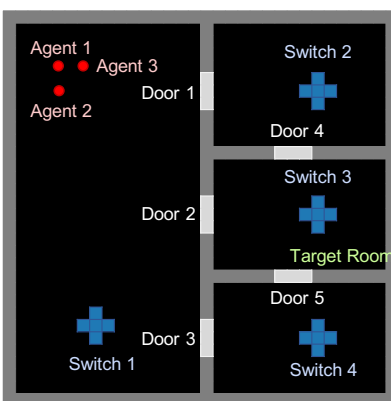 Agent 1
Switch 2
Agent 3
Door 1
Agent 2
Door 4
Switch 3
Door 2
Target Room
Door 5
Door 3
Switch 1
Switch 4